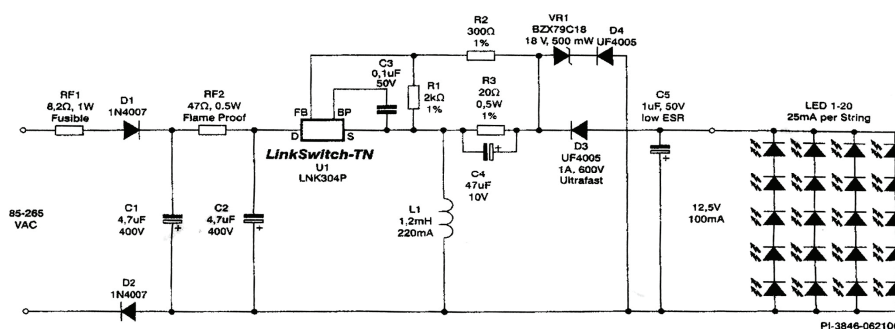 RF1
8,2Ω, 1W
Fusible
D1
1N4007
RF2
47Ω, 0.5W
Flame Proof
FB
BP
D
S
LinkSwitch-TN
U1
LNK304P
C3
0,1uF
50V
R2
300Ω
1%
R1
2kΩ
1%
R3
20Ω
0,5W
1%
VR1
BZX79C18
18 V, 500 mW
D4
UF4005
C4
47uF
10V
D3
UF4005
1A, 600V
Ultrafast
C5
1uF, 50V
low ESR
LED 1-20
25mA per String
85-265
VAC
C1
4,7uF
400V
+
C2
4,7uF
400V
+
L1
1,2mH
220mA
+
+
12,5V
100mA
D2
1N4007
PI-3846-06210